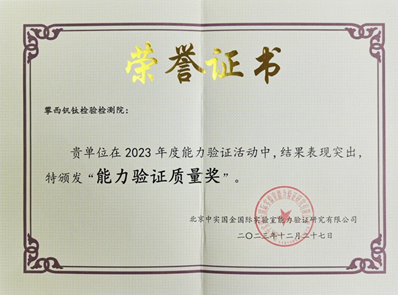 荣誉证书
攀西钒钛检验检测院：
贵单位在2023年度能力验证活动中，结果表现突出，
特颁发“能力验证质量奖”。
北京中实国金国际实验室能力验证研究有限公司
二〇二三年十二月二十七日